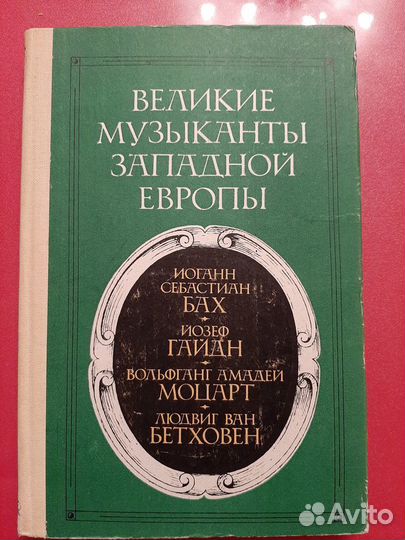 ВЕЛИКИЕ
МУЗЫКАНТЫ
ЗАПАДНОЙ
ЕВРОПЫ
ИОГАНН
СЕБАСТИАН
БАХ
ЙОЗЕФ
ГАЙДН
ВОЛЬФГАНГ АМАДЕЙ
МОЦАРТ
ЛЮДВИГ ВАН
БЕТХОВЕН
Avito